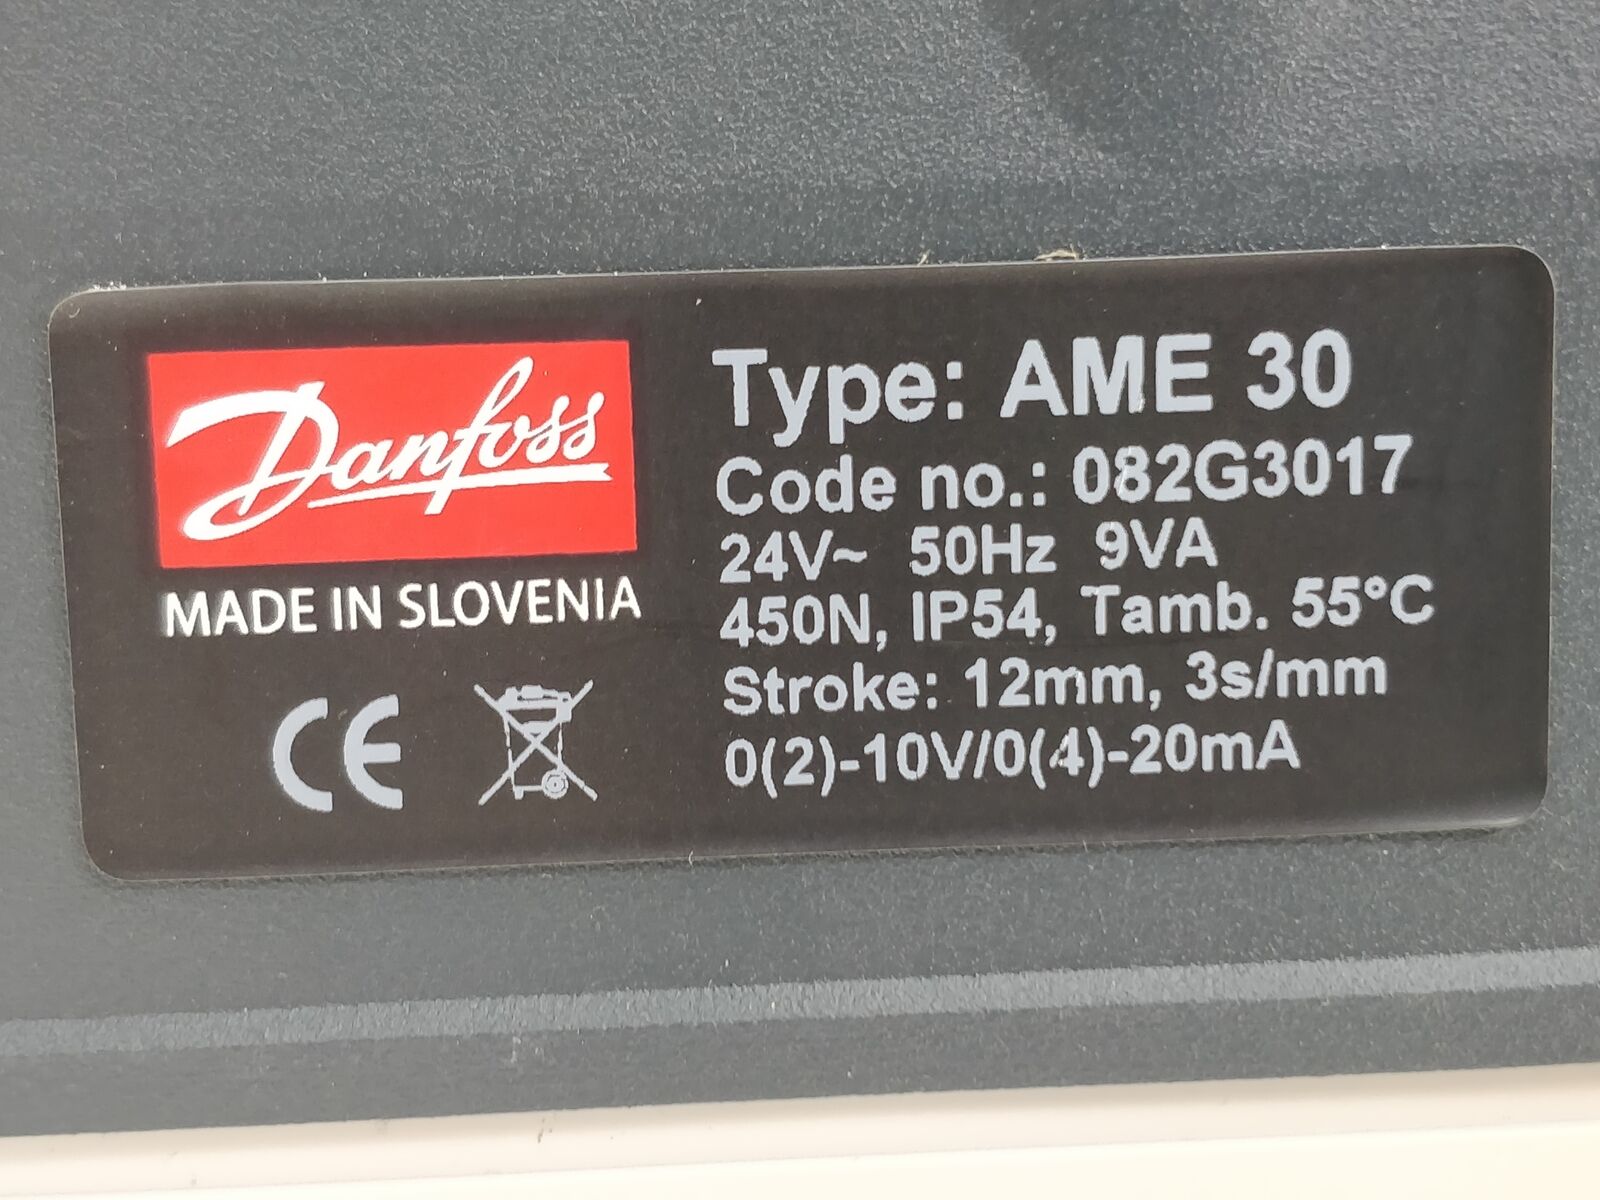 Danfoss
MADE IN SLOVENIA
CE
Type: AME 30
Code no.: 082G3017
24V~ 50Hz 9VA
450N, IP54, Tamb. 55°C
Stroke: 12mm, 3s/mm
0(2)-10V/0(4)-20mA